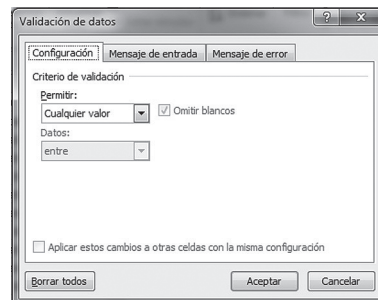 Validación de datos
Configuración Mensaje de entrada Mensaje de error
Criterio de validación
Permitir:
Cualquier valor Omitir blancos
Datos:
entre
Aplicar estos cambios a otras celdas con la misma configuración
Borrar todos Aceptar Cancelar